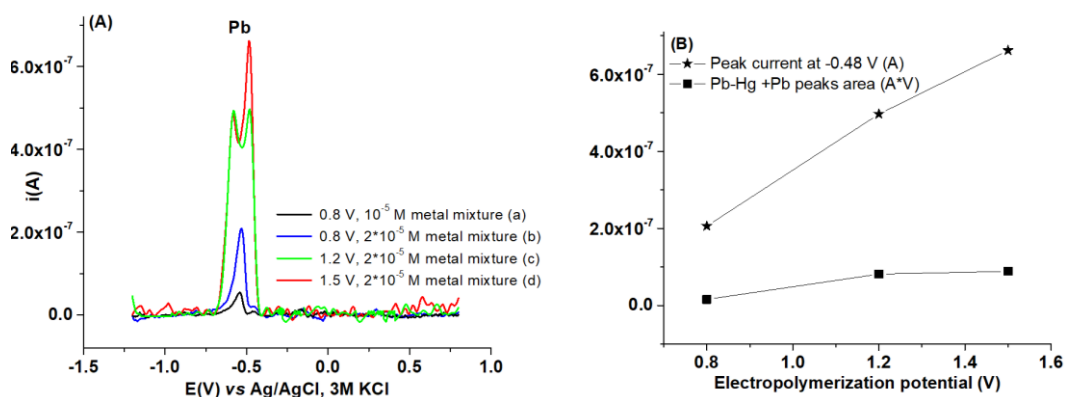 (A)
Pb
6.0x10-7
4.0x10-7
2.0x10-7
0.0
i(A)
0.8 V, 10-5 M metal mixture (a)
0.8 V, 2*10-5 M metal mixture (b)
1.2 V, 2*10-5 M metal mixture (c)
1.5 V, 2*10-5 M metal mixture (d)
-1.5 -1.0 -0.5 0.0 0.5 1.0
E(V) vs Ag/AgCl, 3M KCl
(B)
Peak current at -0.48 V (A)
Pb-Hg +Pb peaks area (A*V)
6.0x10-7
4.0x10-7
2.0x10-7
0.0
0.8 1.0 1.2 1.4 1.6
Electropolymerization potential (V)